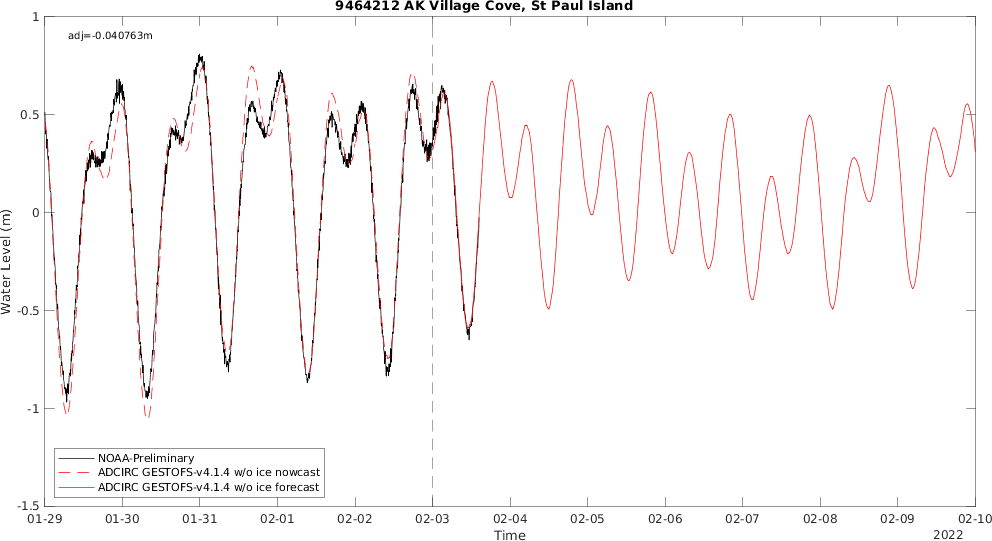 9464212 AK Village Cove, St Paul Island
adj=-0.040763m
1
0.5
0
-0.5
-1
-1.5
Water Level (m)
NOAA-Preliminary
ADCIRC GESTOFS-v4.1.4 w/o ice nowcast
ADCIRC GESTOFS-v4.1.4 w/o ice forecast
01-29 01-30 01-31 02-01 02-02 02-03 02-04 02-05 02-06 02-07 02-08 02-09 02-10
Time
2022